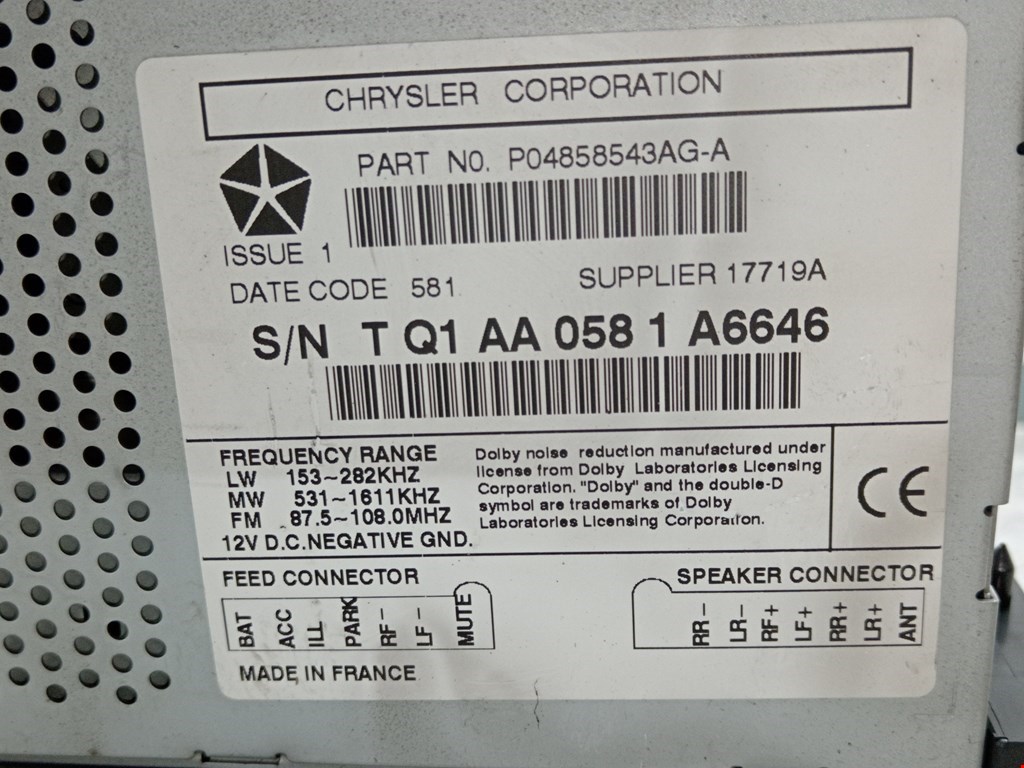 CHRYSLER CORPORATION
PART NO. P04858543AG-A
ISSUE 1
DATE CODE 581
SUPPLIER 17719A
S/N T Q1 AA 058 1 A6646
FREQUENCY RANGE
LW 153~282KHZ
MW 531~1611KHZ
FM 87.5~108.0MHZ
12V D.C.NEGATIVE GND.
Dolby noise reduction manufactured under
license from Dolby Laboratories Licensing
Corporation. "Dolby" and the double-D
symbol are trademarks of Dolby
Laboratories Licensing Corporation.
CE
FEED CONNECTOR
BAT ACC ILL PARK RF- LF- MUTE
SPEAKER CONNECTOR
RR- LR- RF+ LF+ RR+ LR+ ANT
MADE IN FRANCE